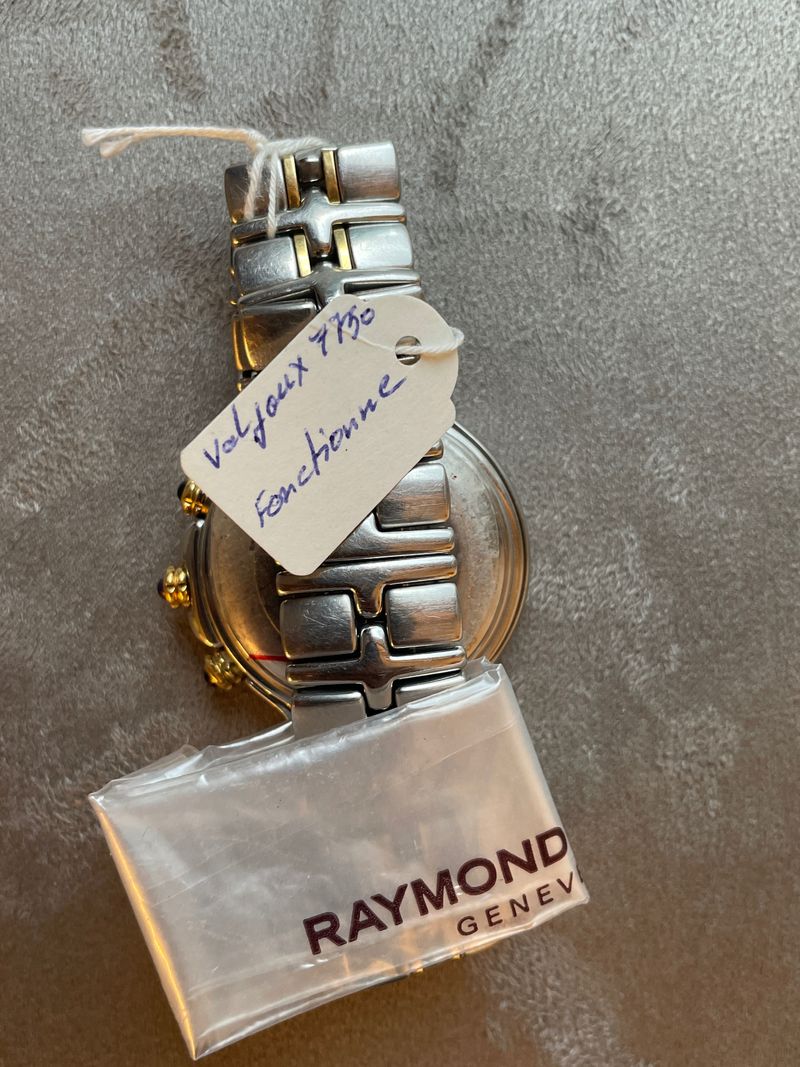 Valjoux 7750
Fonctionne
RAYMOND
GENEV